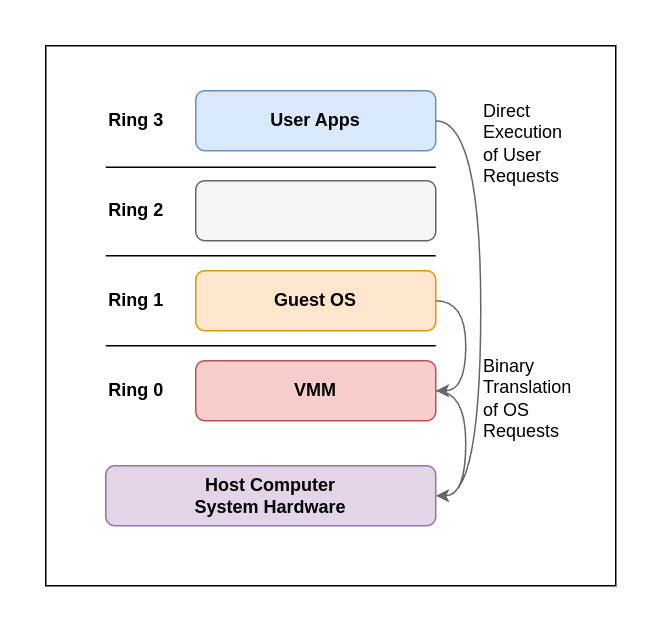 Ring 3
User Apps
Direct
Execution
of User
Requests
Ring 2
Ring 1
Guest OS
Ring 0
VMM
Binary
Translation
of OS
Requests
Host Computer
System Hardware